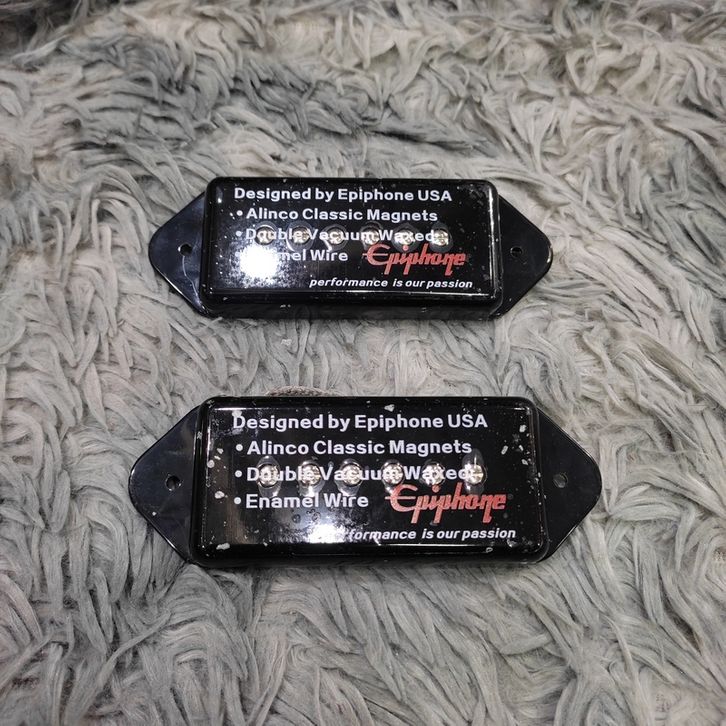 Designed by Epiphone USA
• Alinco Classic Magnets
• Double Vacuum Waxed
Enamel Wire Epiphone
performance is our passion
Designed by Epiphone USA
• Alinco Classic Magnets
• Double Vacuum Waxed
• Enamel Wire Epiphone
formance is our passion